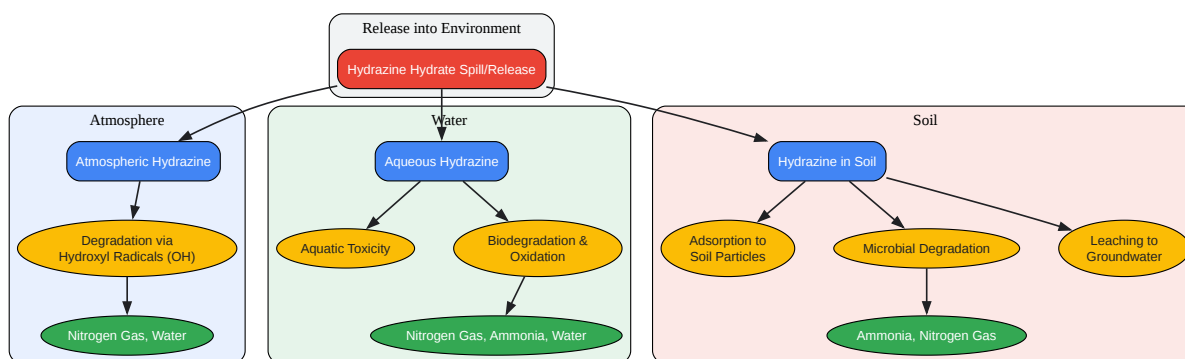 Release into Environment
Hydrazine Hydrate Spill/Release
Atmosphere
Water
Soil
Atmospheric Hydrazine
Aqueous Hydrazine
Hydrazine in Soil
Degradation via
Hydroxyl Radicals (OH)
Aquatic Toxicity
Biodegradation &
Oxidation
Adsorption to
Soil Particles
Microbial Degradation
Leaching to
Groundwater
Nitrogen Gas, Water
Nitrogen Gas, Ammonia, Water
Ammonia, Nitrogen Gas